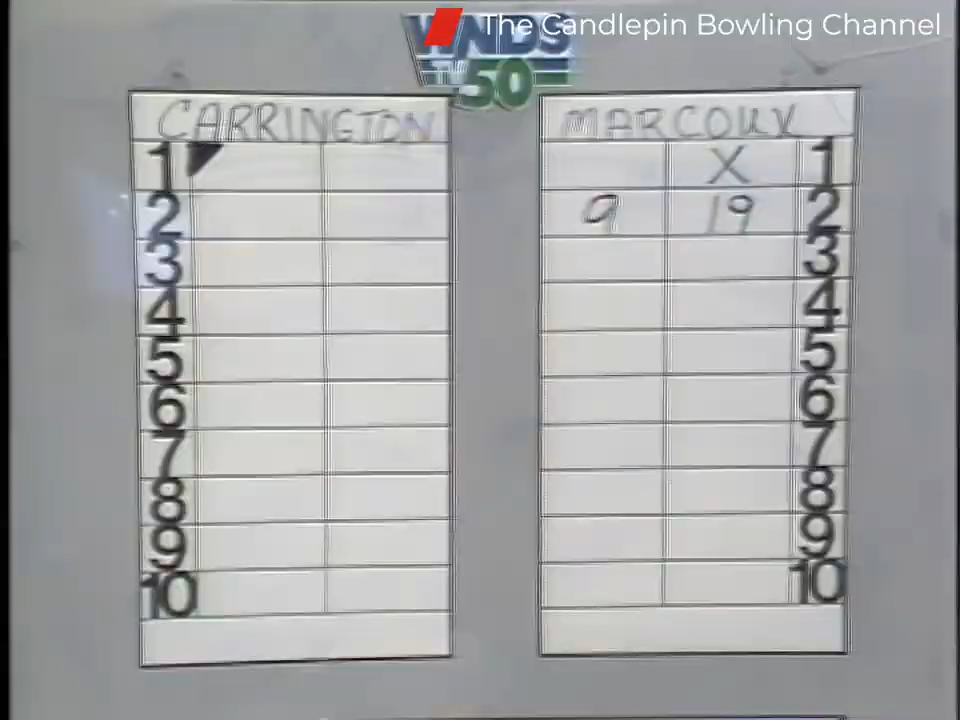 The Candlepin Bowling Channel
WNDS
TV 50
CARRINGTON
1
2
3
4
5
6
7
8
9
10
MARCOUX
X 1
9 19 2
3
4
5
6
7
8
9
10